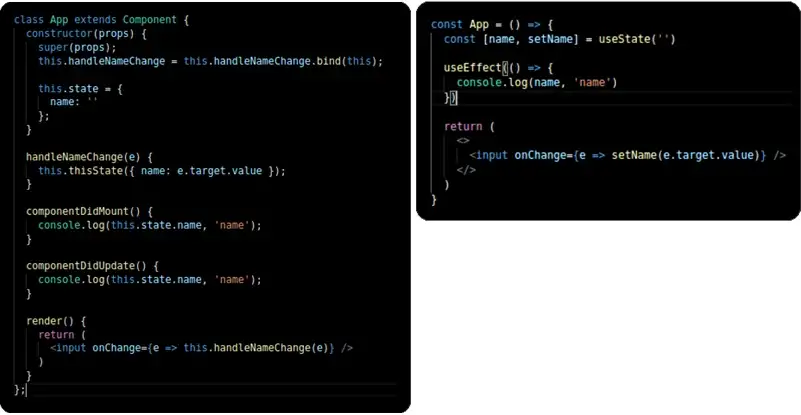 class App extends Component {
constructor(props) {
super(props);
this.handleNameChange = this.handleNameChange.bind(this);
this.state = {
name: ''
};
}
handleNameChange(e) {
this.thisState({ name: e.target.value });
}
componentDidMount() {
console.log(this.state.name, 'name');
}
componentDidUpdate() {
console.log(this.state.name, 'name');
}
render() {
return (
<input onChange={e => this.handleNameChange(e)} />
)
}
};
const App = () => {
const [name, setName] = useState('')
useEffect(() => {
console.log(name, 'name')
})
return (
<>
<input onChange={e => setName(e.target.value)} />
</>
)
}